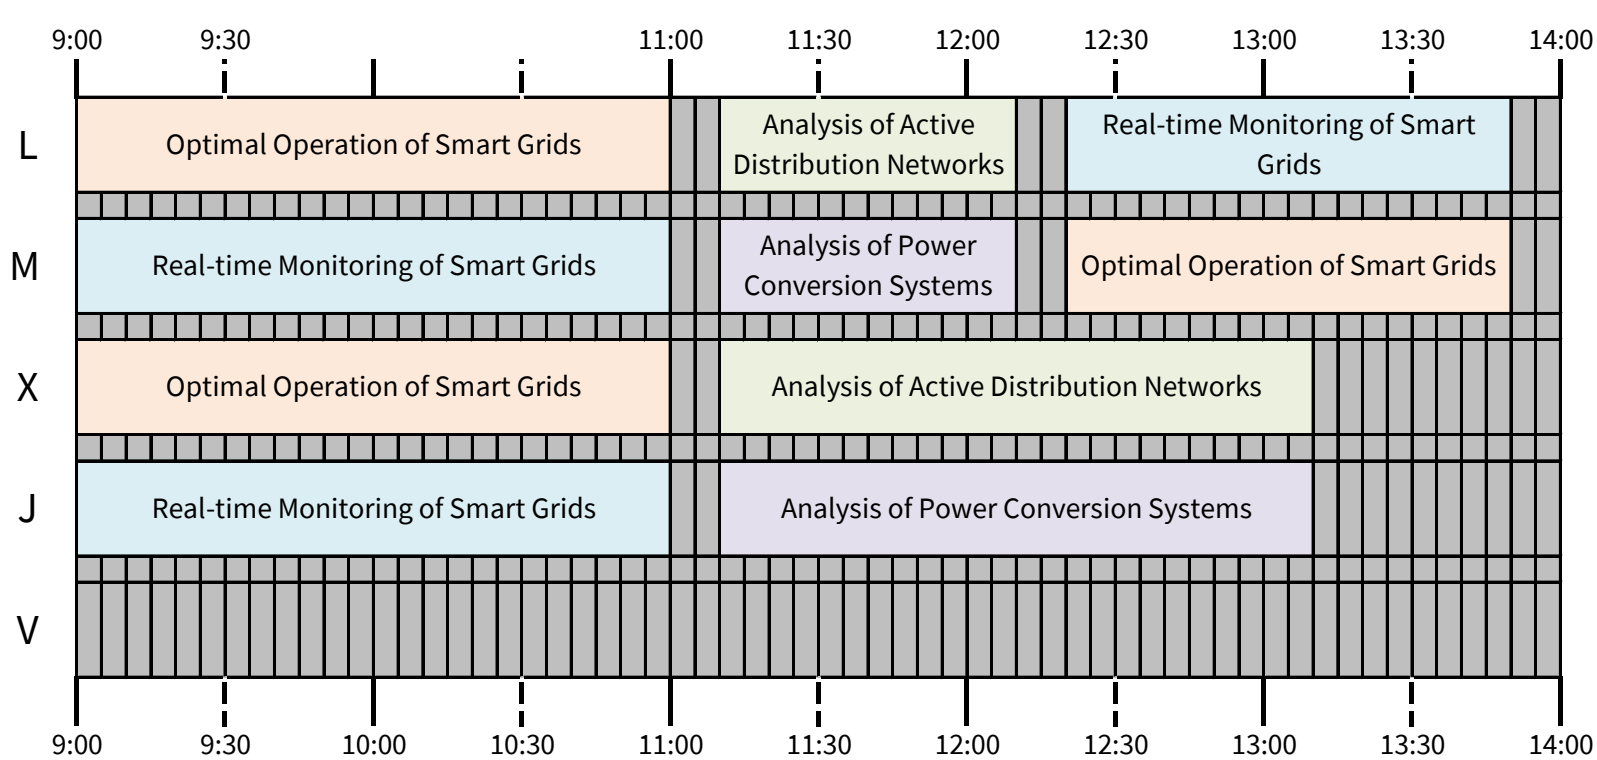 9:00 9:30 11:00 11:30 12:00 12:30 13:00 13:30 14:00
L
Optimal Operation of Smart Grids
Analysis of Active
Distribution Networks
Real-time Monitoring of Smart
Grids
M
Real-time Monitoring of Smart Grids
Analysis of Power
Conversion Systems
Optimal Operation of Smart Grids
X
Optimal Operation of Smart Grids
Analysis of Active Distribution Networks
J
Real-time Monitoring of Smart Grids
Analysis of Power Conversion Systems
V
9:00 9:30 10:00 10:30 11:00 11:30 12:00 12:30 13:00 13:30 14:00